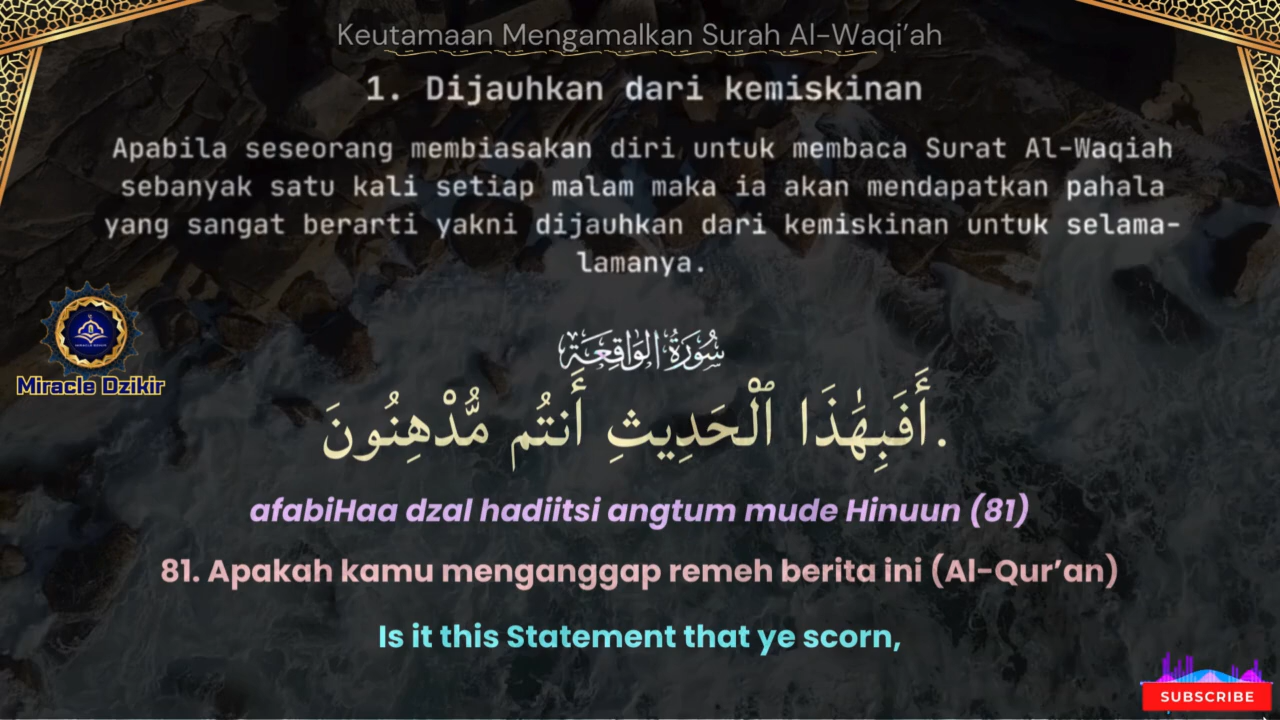 Keutamaan Mengamalkan Surah Al-Waqi’ah
1. Dijauhkan dari kemiskinan
Apabila seseorang membiasakan diri untuk membaca Surat Al-Waqiah
sebanyak satu kali setiap malam maka ia akan mendapatkan pahala
yang sangat berarti yakni dijauhkan dari kemiskinan untuk selama-
lamanya.
سُورَةُ الوَاقِعَة
أَفَبِهَٰذَا ٱلْحَدِيثِ أَنتُم مُّدْهِنُونَ.
Miracle Dzikir
afabiHaa dzal hadiitsi angtum mude Hinuun (81)
81. Apakah kamu menganggap remeh berita ini (Al-Qur’an)
Is it this Statement that ye scorn,
SUBSCRIBE